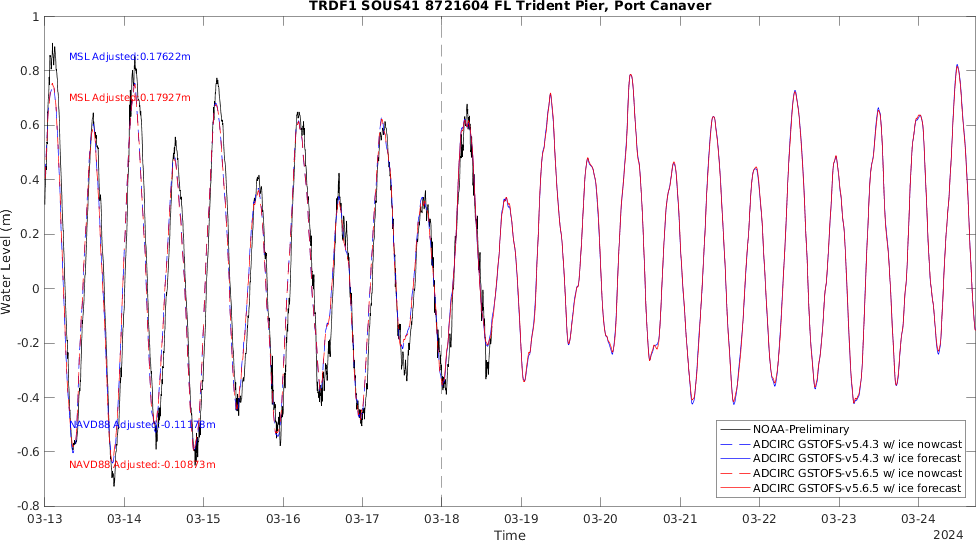 TRDF1 SOUS41 8721604 FL Trident Pier, Port Canaver
1
0.8
0.6
0.4
0.2
0
-0.2
-0.4
-0.6
-0.8
Water Level (m)
MSL Adjusted:0.17622m
MSL Adjusted:0.17927m
NAVD88 Adjusted:-0.11178m
NAVD88 Adjusted:-0.10873m
NOAA-Preliminary
ADCIRC GSTOFS-v5.4.3 w/ ice nowcast
ADCIRC GSTOFS-v5.4.3 w/ ice forecast
ADCIRC GSTOFS-v5.6.5 w/ ice nowcast
ADCIRC GSTOFS-v5.6.5 w/ ice forecast
03-13 03-14 03-15 03-16 03-17 03-18 03-19 03-20 03-21 03-22 03-23 03-24
Time
2024